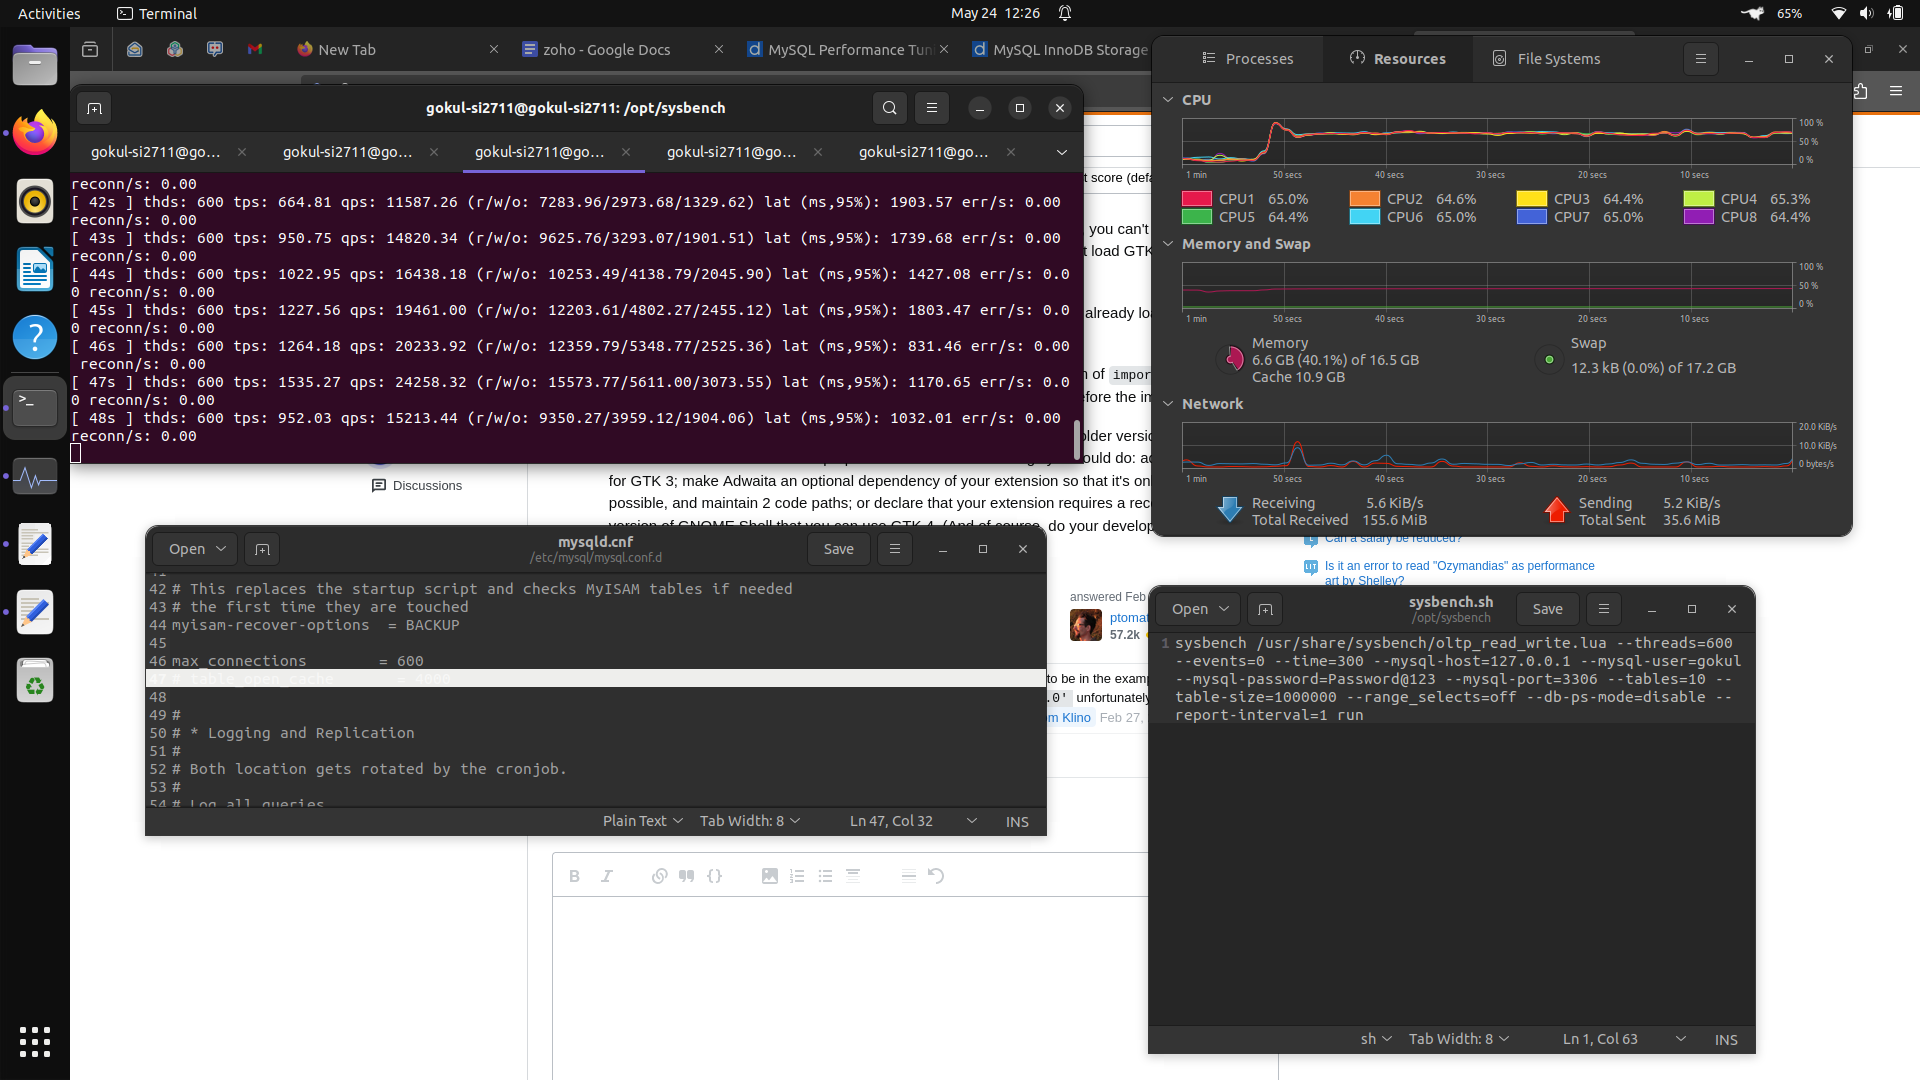 Activities
Terminal
May 24 12:26
65%
New Tab
zoho - Google Docs
MySQL Performance Tuni
MySQL InnoDB Storage
gokul-si2711@gokul-si2711: /opt/sysbench
gokul-si2711@go...
gokul-si2711@go...
gokul-si2711@go...
gokul-si2711@go...
gokul-si2711@go...
reconn/s: 0.00
[ 42s ] thds: 600 tps: 664.81 qps: 11587.26 (r/w/o: 7283.96/2973.68/1329.62) lat (ms,95%): 1903.57 err/s: 0.00
reconn/s: 0.00
[ 43s ] thds: 600 tps: 950.75 qps: 14820.34 (r/w/o: 9625.76/3293.07/1901.51) lat (ms,95%): 1739.68 err/s: 0.00
reconn/s: 0.00
[ 44s ] thds: 600 tps: 1022.95 qps: 16438.18 (r/w/o: 10253.49/4138.79/2045.90) lat (ms,95%): 1427.08 err/s: 0.0
0 reconn/s: 0.00
[ 45s ] thds: 600 tps: 1227.56 qps: 19461.00 (r/w/o: 12203.61/4802.27/2455.12) lat (ms,95%): 1803.47 err/s: 0.0
0 reconn/s: 0.00
[ 46s ] thds: 600 tps: 1264.18 qps: 20233.92 (r/w/o: 12359.79/5348.77/2525.36) lat (ms,95%): 831.46 err/s: 0.00
reconn/s: 0.00
[ 47s ] thds: 600 tps: 1535.27 qps: 24258.32 (r/w/o: 15573.77/5611.00/3073.55) lat (ms,95%): 1170.65 err/s: 0.0
0 reconn/s: 0.00
[ 48s ] thds: 600 tps: 952.03 qps: 15213.44 (r/w/o: 9350.27/3959.12/1904.06) lat (ms,95%): 1032.01 err/s: 0.00
reconn/s: 0.00
Processes
Resources
File Systems
CPU
100 %
50 %
0 %
1 min 50 secs 40 secs 30 secs 20 secs 10 secs
CPU1 65.0% CPU2 64.6% CPU3 64.4% CPU4 65.3%
CPU5 64.4% CPU6 65.0% CPU7 65.0% CPU8 64.4%
Memory and Swap
100 %
50 %
0 %
1 min 50 secs 40 secs 30 secs 20 secs 10 secs
Memory
6.6 GB (40.1%) of 16.5 GB
Cache 10.9 GB
Swap
12.3 kB (0.0%) of 17.2 GB
Network
20.0 KiB/s
10.0 KiB/s
0 bytes/s
1 min 50 secs 40 secs 30 secs 20 secs 10 secs
Receiving 5.6 KiB/s
Total Received 155.6 MiB
Sending 5.2 KiB/s
Total Sent 35.6 MiB
t score (defa
you can't
t load GTK
already loa
n of impor
efore the im
older versio
ould do: ad
Discussions
for GTK 3; make Adwaita an optional dependency of your extension so that it's on
possible, and maintain 2 code paths; or declare that your extension requires a rec
version of GNOME Shell that you can use GTK 4. (And of course, do your develop
Can a salary be reduced?
Is it an error to read "Ozymandias" as performance
art by Shelley?
answered Feb
ptomat
57.2k
to be in the examp
.0' unfortunately
om Klino Feb 27,
Open
mysqld.cnf
/etc/mysql/mysql.conf.d
Save
41
42 # This replaces the startup script and checks MyISAM tables if needed
43 # the first time they are touched
44 myisam-recover-options = BACKUP
45
46 max_connections = 600
47 # table_open_cache = 4000
48
49 #
50 # * Logging and Replication
51 #
52 # Both location gets rotated by the cronjob.
53 #
54 # Log all queries
Plain Text
Tab Width: 8
Ln 47, Col 32
INS
Open
sysbench.sh
/opt/sysbench
Save
1 sysbench /usr/share/sysbench/oltp_read_write.lua --threads=600
--events=0 --time=300 --mysql-host=127.0.0.1 --mysql-user=gokul
--mysql-password=Password@123 --mysql-port=3306 --tables=10 --
table-size=1000000 --range_selects=off --db-ps-mode=disable --
report-interval=1 run
sh
Tab Width: 8
Ln 1, Col 63
INS